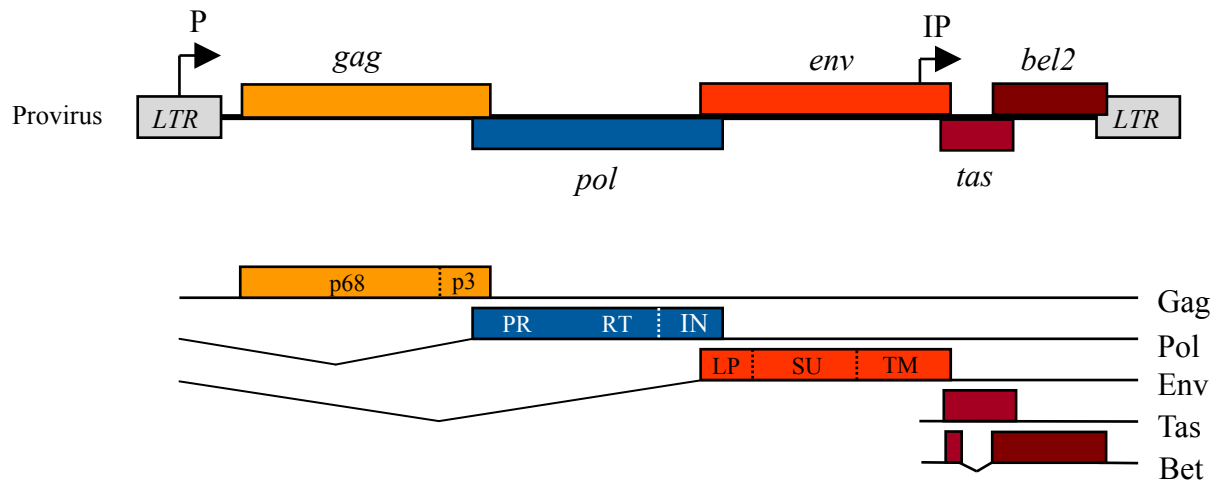 P IP
gag env bel2
Provirus LTR LTR
pol tas
p68 p3
Gag
PR RT IN
Pol
LP SU TM
Env
Tas
Bet